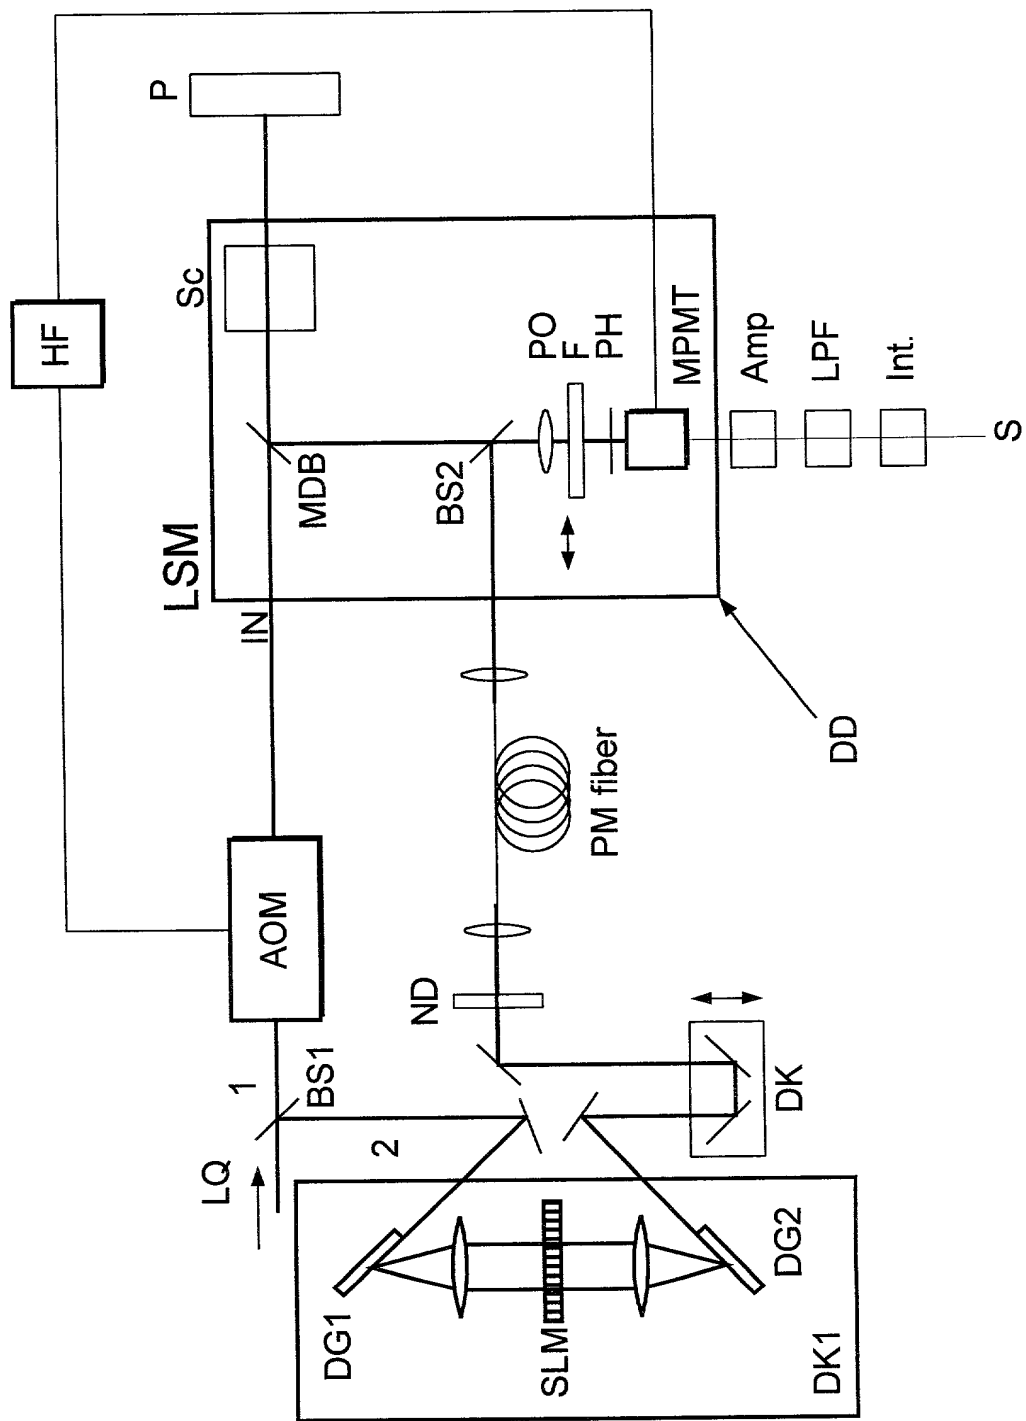 HF
P
LSM
Sc
IN
MDB
BS2
PO
F
PH
MPMT
Amp
LPF
Int.
S
DD
AOM
PM fiber
ND
1
BS1
LQ
2
DK
DG1
SLM
DG2
DK1